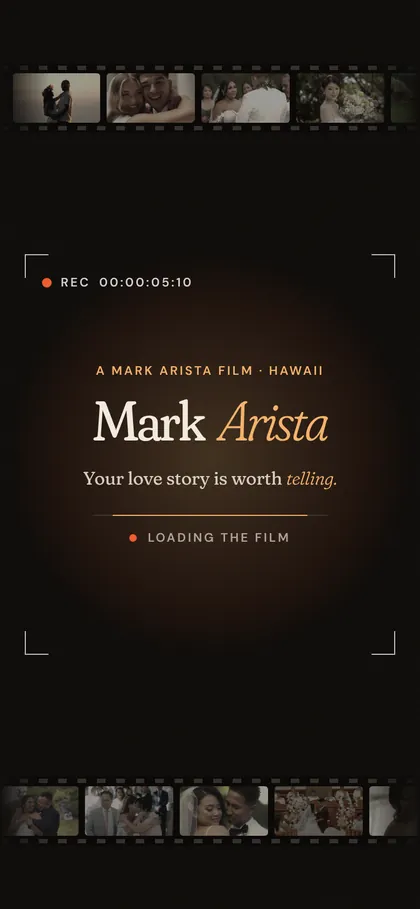 REC 00:00:05:10
A MARK ARISTA FILM · HAWAII
Mark Arista
Your love story is worth telling.
LOADING THE FILM